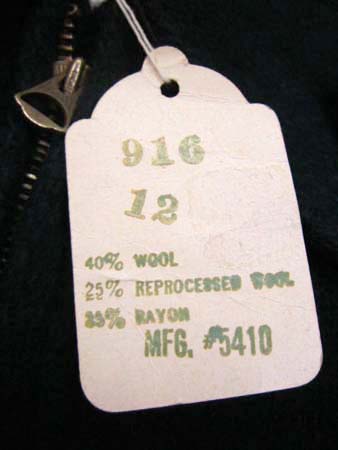 916
12
40% WOOL
25% REPROCESSED WOOL
35% RAYON
MFG. #5410